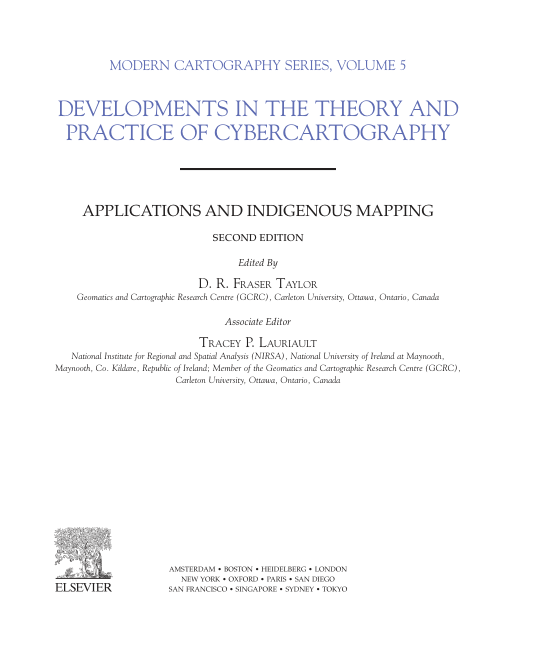 MODERN CARTOGRAPHY SERIES, VOLUME 5
DEVELOPMENTS IN THE THEORY AND
PRACTICE OF CYBERCARTOGRAPHY
APPLICATIONS AND INDIGENOUS MAPPING
SECOND EDITION
Edited By
D. R. Fraser Taylor
Geomatics and Cartographic Research Centre (GCRC), Carleton University, Ottawa, Ontario, Canada
Associate Editor
Tracey P. Lauriault
National Institute for Regional and Spatial Analysis (NIRSA), National University of Ireland at Maynooth,
Maynooth, Co. Kildare, Republic of Ireland; Member of the Geomatics and Cartographic Research Centre (GCRC),
Carleton University, Ottawa, Ontario, Canada
ELSEVIER
AMSTERDAM • BOSTON • HEIDELBERG • LONDON
NEW YORK • OXFORD • PARIS • SAN DIEGO
SAN FRANCISCO • SINGAPORE • SYDNEY • TOKYO